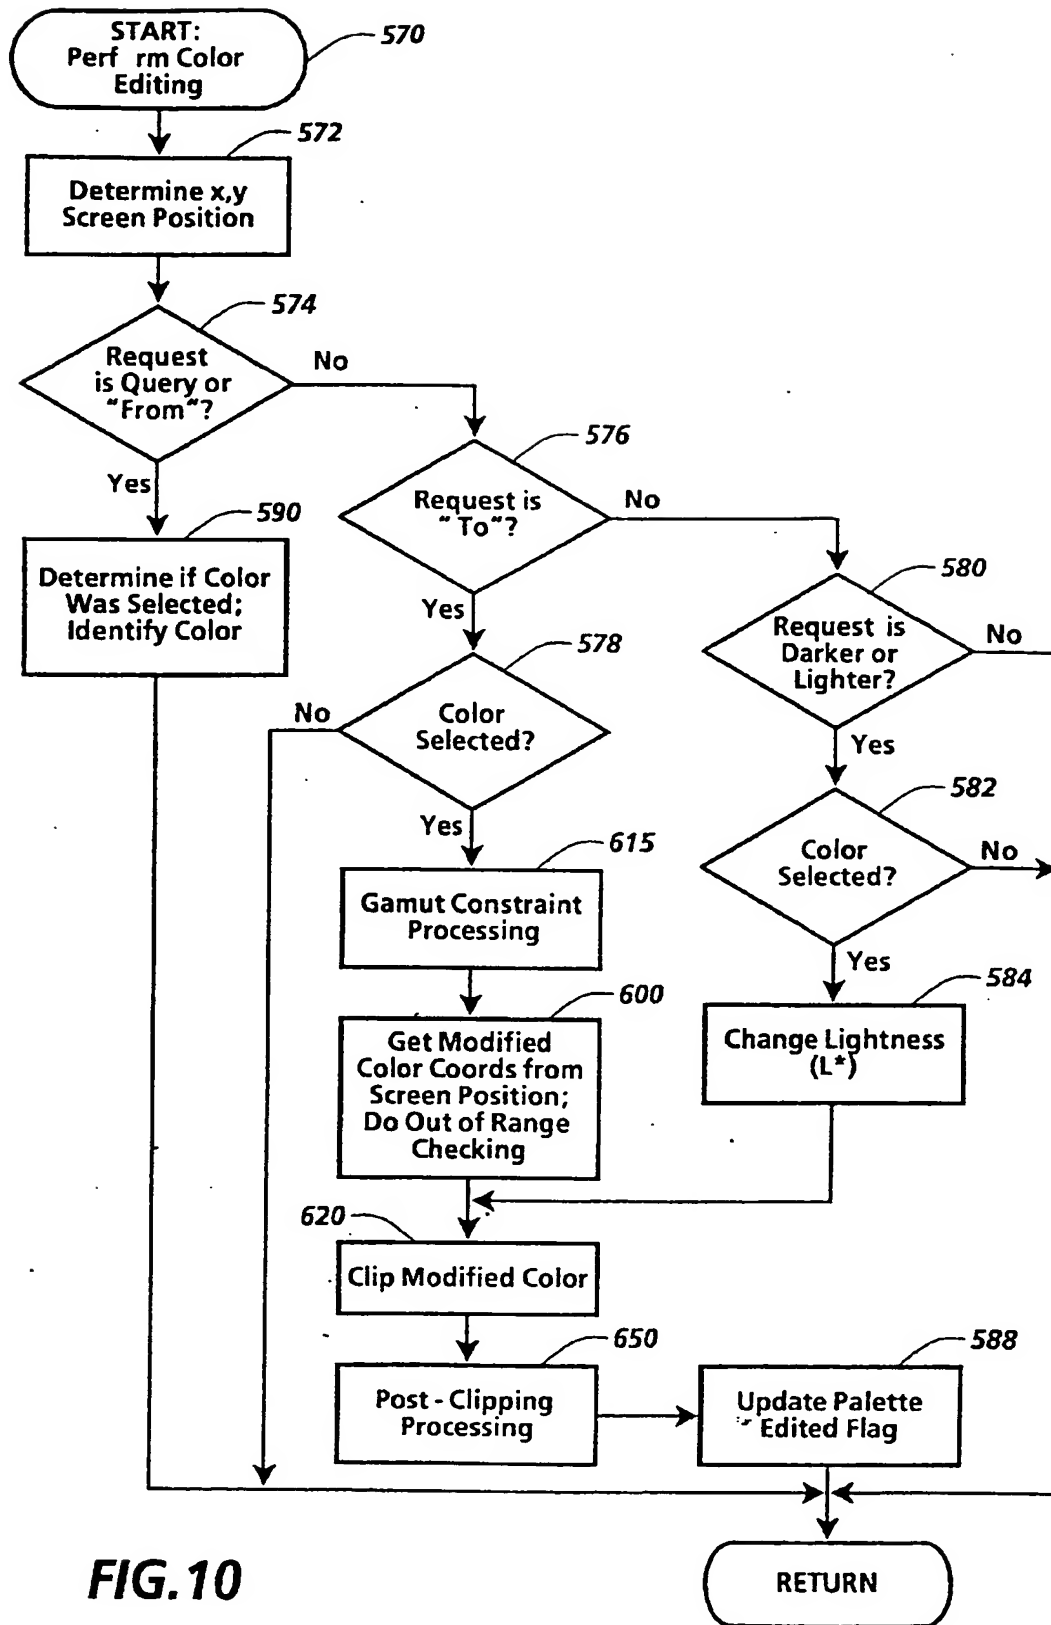 START:
Perf rm Color
Editing
570
572
Determine x,y
Screen Position
574
Request
is Query or
"From"?
No
Yes
576
Request is
"To"?
No
Yes
590
Determine if Color
Was Selected;
Identify Color
580
Request is
Darker or
Lighter?
No
Yes
578
Color
Selected?
No
Yes
582
Color
Selected?
No
Yes
615
Gamut Constraint
Processing
584
Change Lightness
(L*)
600
Get Modified
Color Coords from
Screen Position;
Do Out of Range
Checking
620
Clip Modified Color
650
Post - Clipping
Processing
588
Update Palette
Edited Flag
RETURN
FIG.10